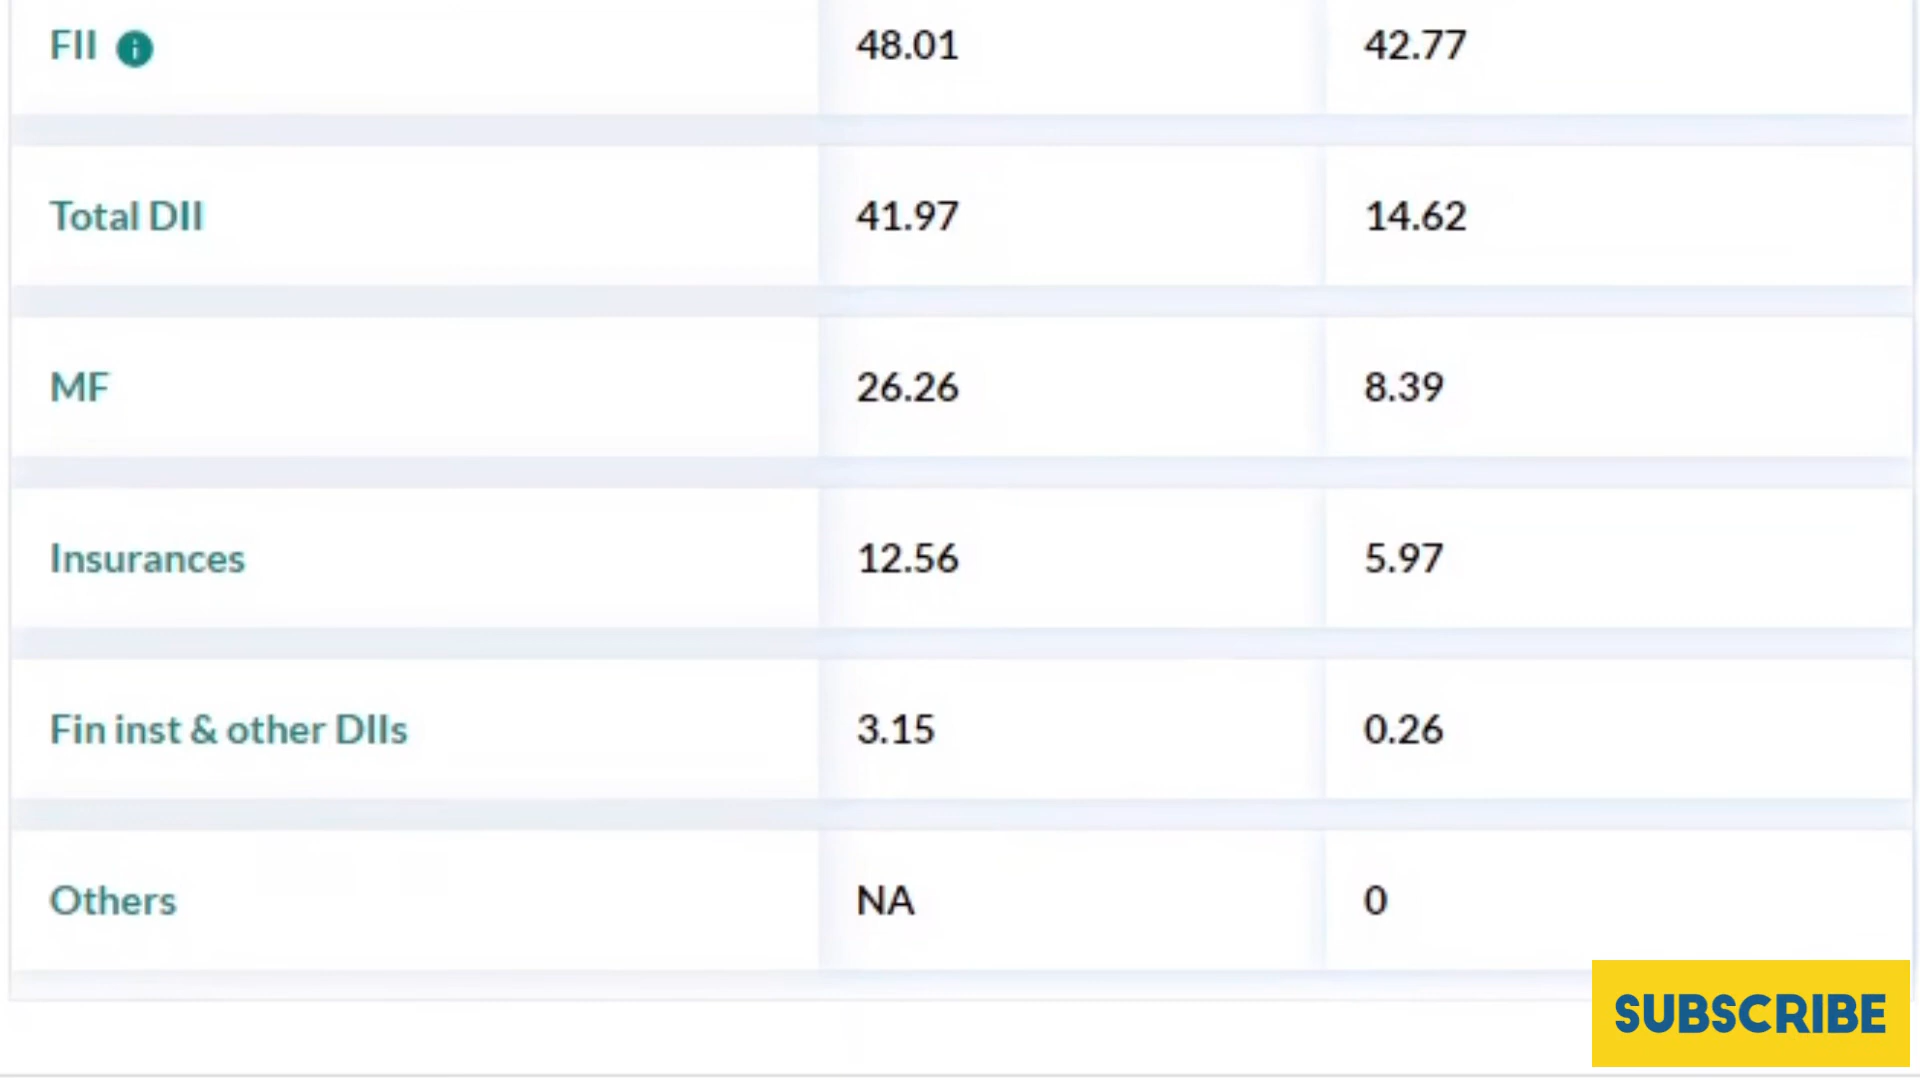 FII 48.01 42.77
Total DII 41.97 14.62
MF 26.26 8.39
Insurances 12.56 5.97
Fin inst & other DIIs 3.15 0.26
Others NA 0
SUBSCRIBE